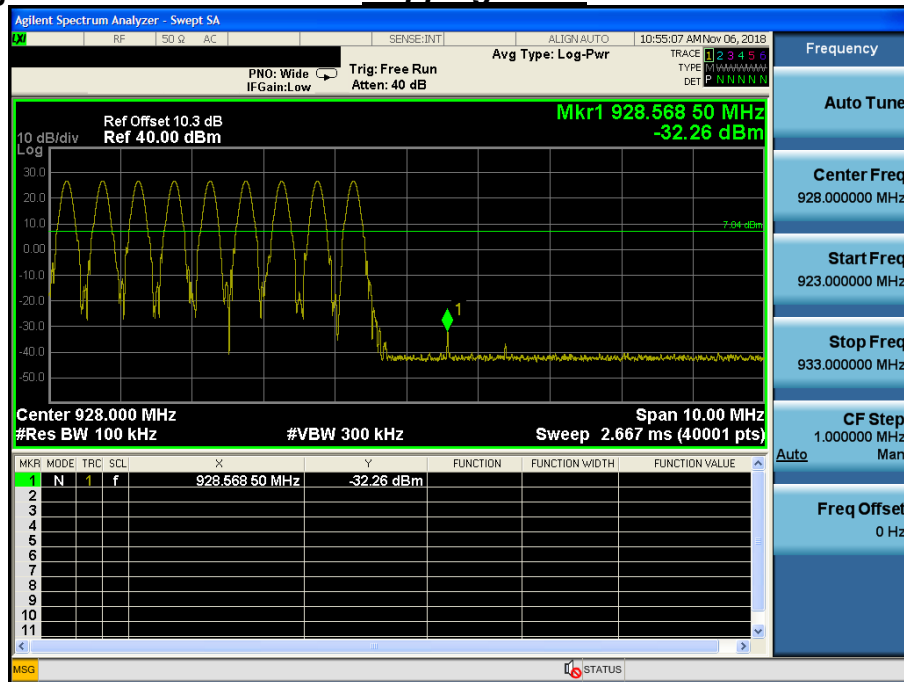 Agilent Spectrum Analyzer - Swept SA
LXI RF 50 Ω AC SENSE:INT ALIGN AUTO 10:55:07 AM Nov 06, 2018
Frequency
Avg Type: Log-Pwr TRACE 1 2 3 4 5 6
PNO: Wide Trig: Free Run TYPE M W W W W W
IFGain:Low Atten: 40 dB DET P N N N N N
Auto Tune
Mkr1 928.568 50 MHz
Ref Offset 10.3 dB
10 dB/div Ref 40.00 dBm -32.26 dBm
Log
30.0
20.0
10.0
0.00
-10.0
-20.0
-30.0
-40.0
-50.0
7.04 dBm
1
Center Freq
928.000000 MHz
Start Freq
923.000000 MHz
Stop Freq
933.000000 MHz
Center 928.000 MHz Span 10.00 MHz
#Res BW 100 kHz #VBW 300 kHz Sweep 2.667 ms (40001 pts)
CF Step
1.000000 MHz
Auto Man
MKR MODE TRC SCL X Y FUNCTION FUNCTION WIDTH FUNCTION VALUE
1 N 1 f 928.568 50 MHz -32.26 dBm
2
3
4
5
6
7
8
9
10
11
Freq Offset
0 Hz
MSG STATUS